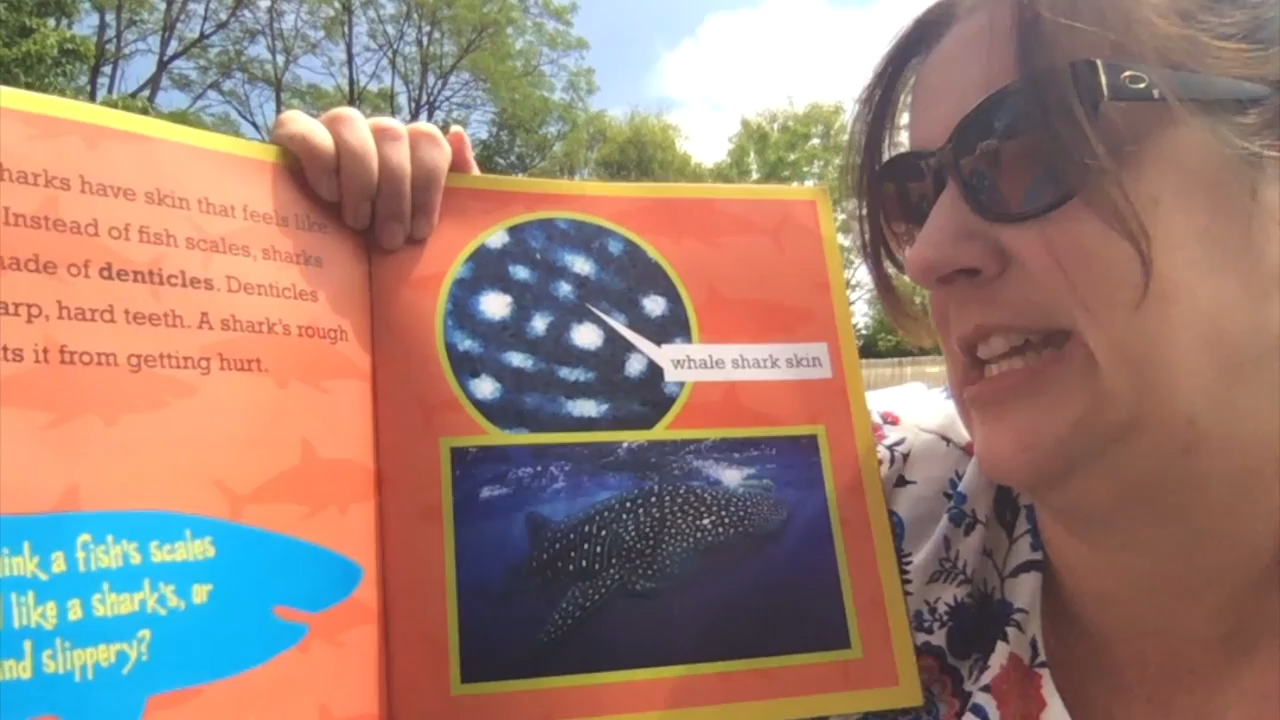 harks have skin that feels like
Instead of fish scales, sharks
ade of denticles. Denticles
arp, hard teeth. A shark's rough
ts it from getting hurt.
ink a fish's scales
like a shark's, or
nd slippery?
whale shark skin